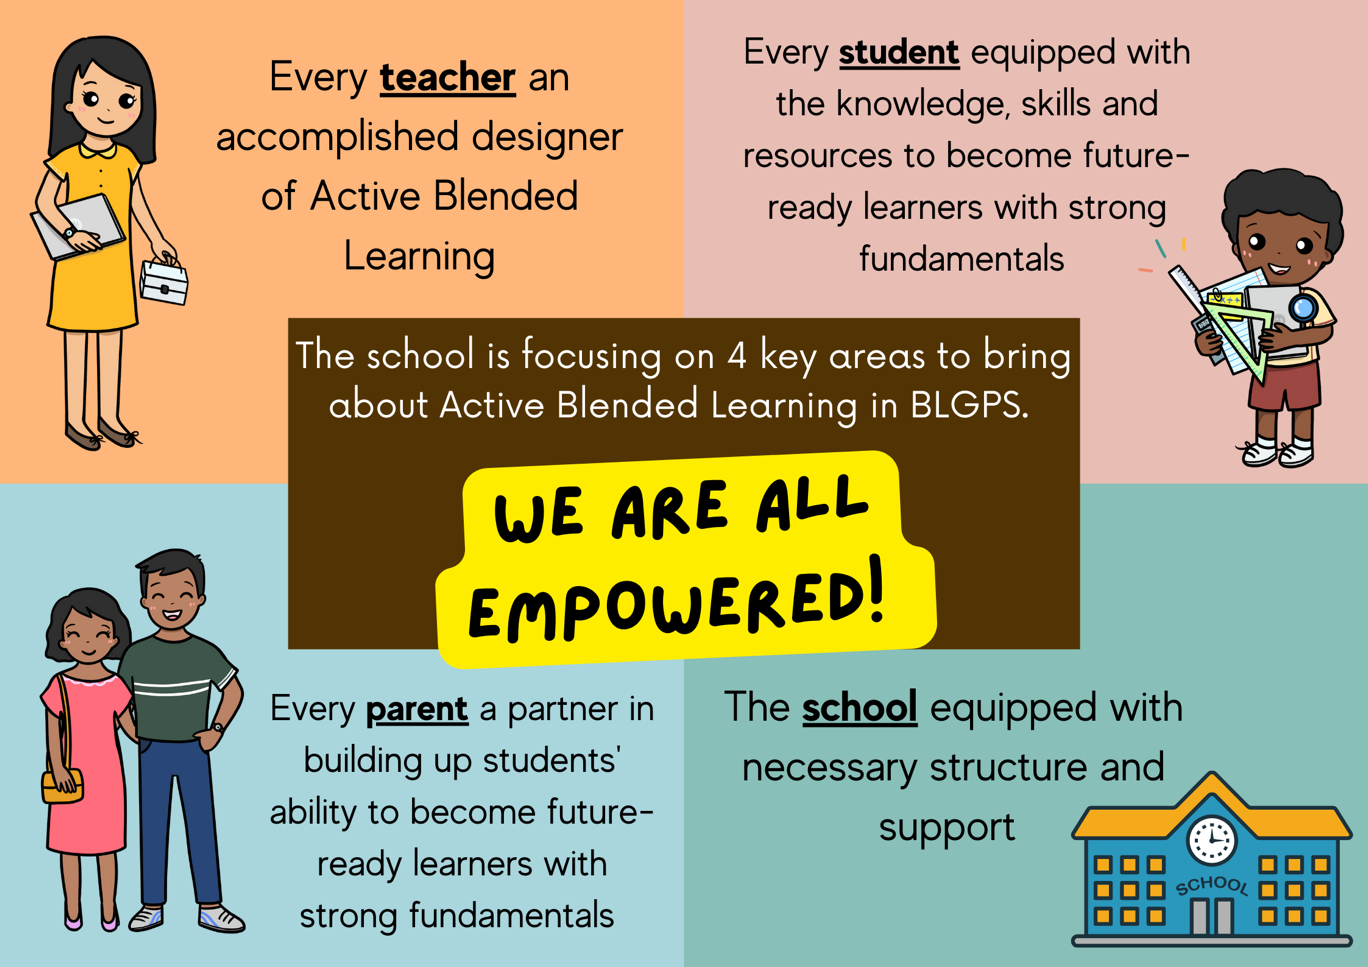 Every teacher an
accomplished designer
of Active Blended
Learning
Every student equipped with
the knowledge, skills and
resources to become future-
ready learners with strong
fundamentals
The school is focusing on 4 key areas to bring
about Active Blended Learning in BLGPS.
WE ARE ALL
EMPOWERED!
Every parent a partner in
building up students'
ability to become future-
ready learners with
strong fundamentals
The school equipped with
necessary structure and
support
SCHOOL